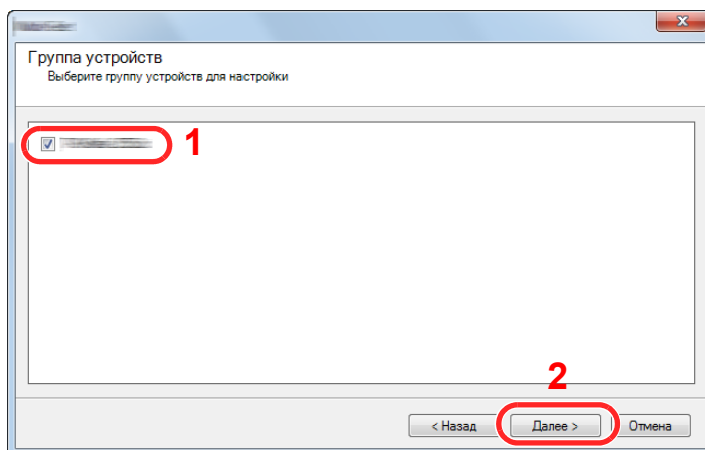 Группа устройств
Выберите группу устройств для настройки
1
2
< Назад
Далее >
Отмена